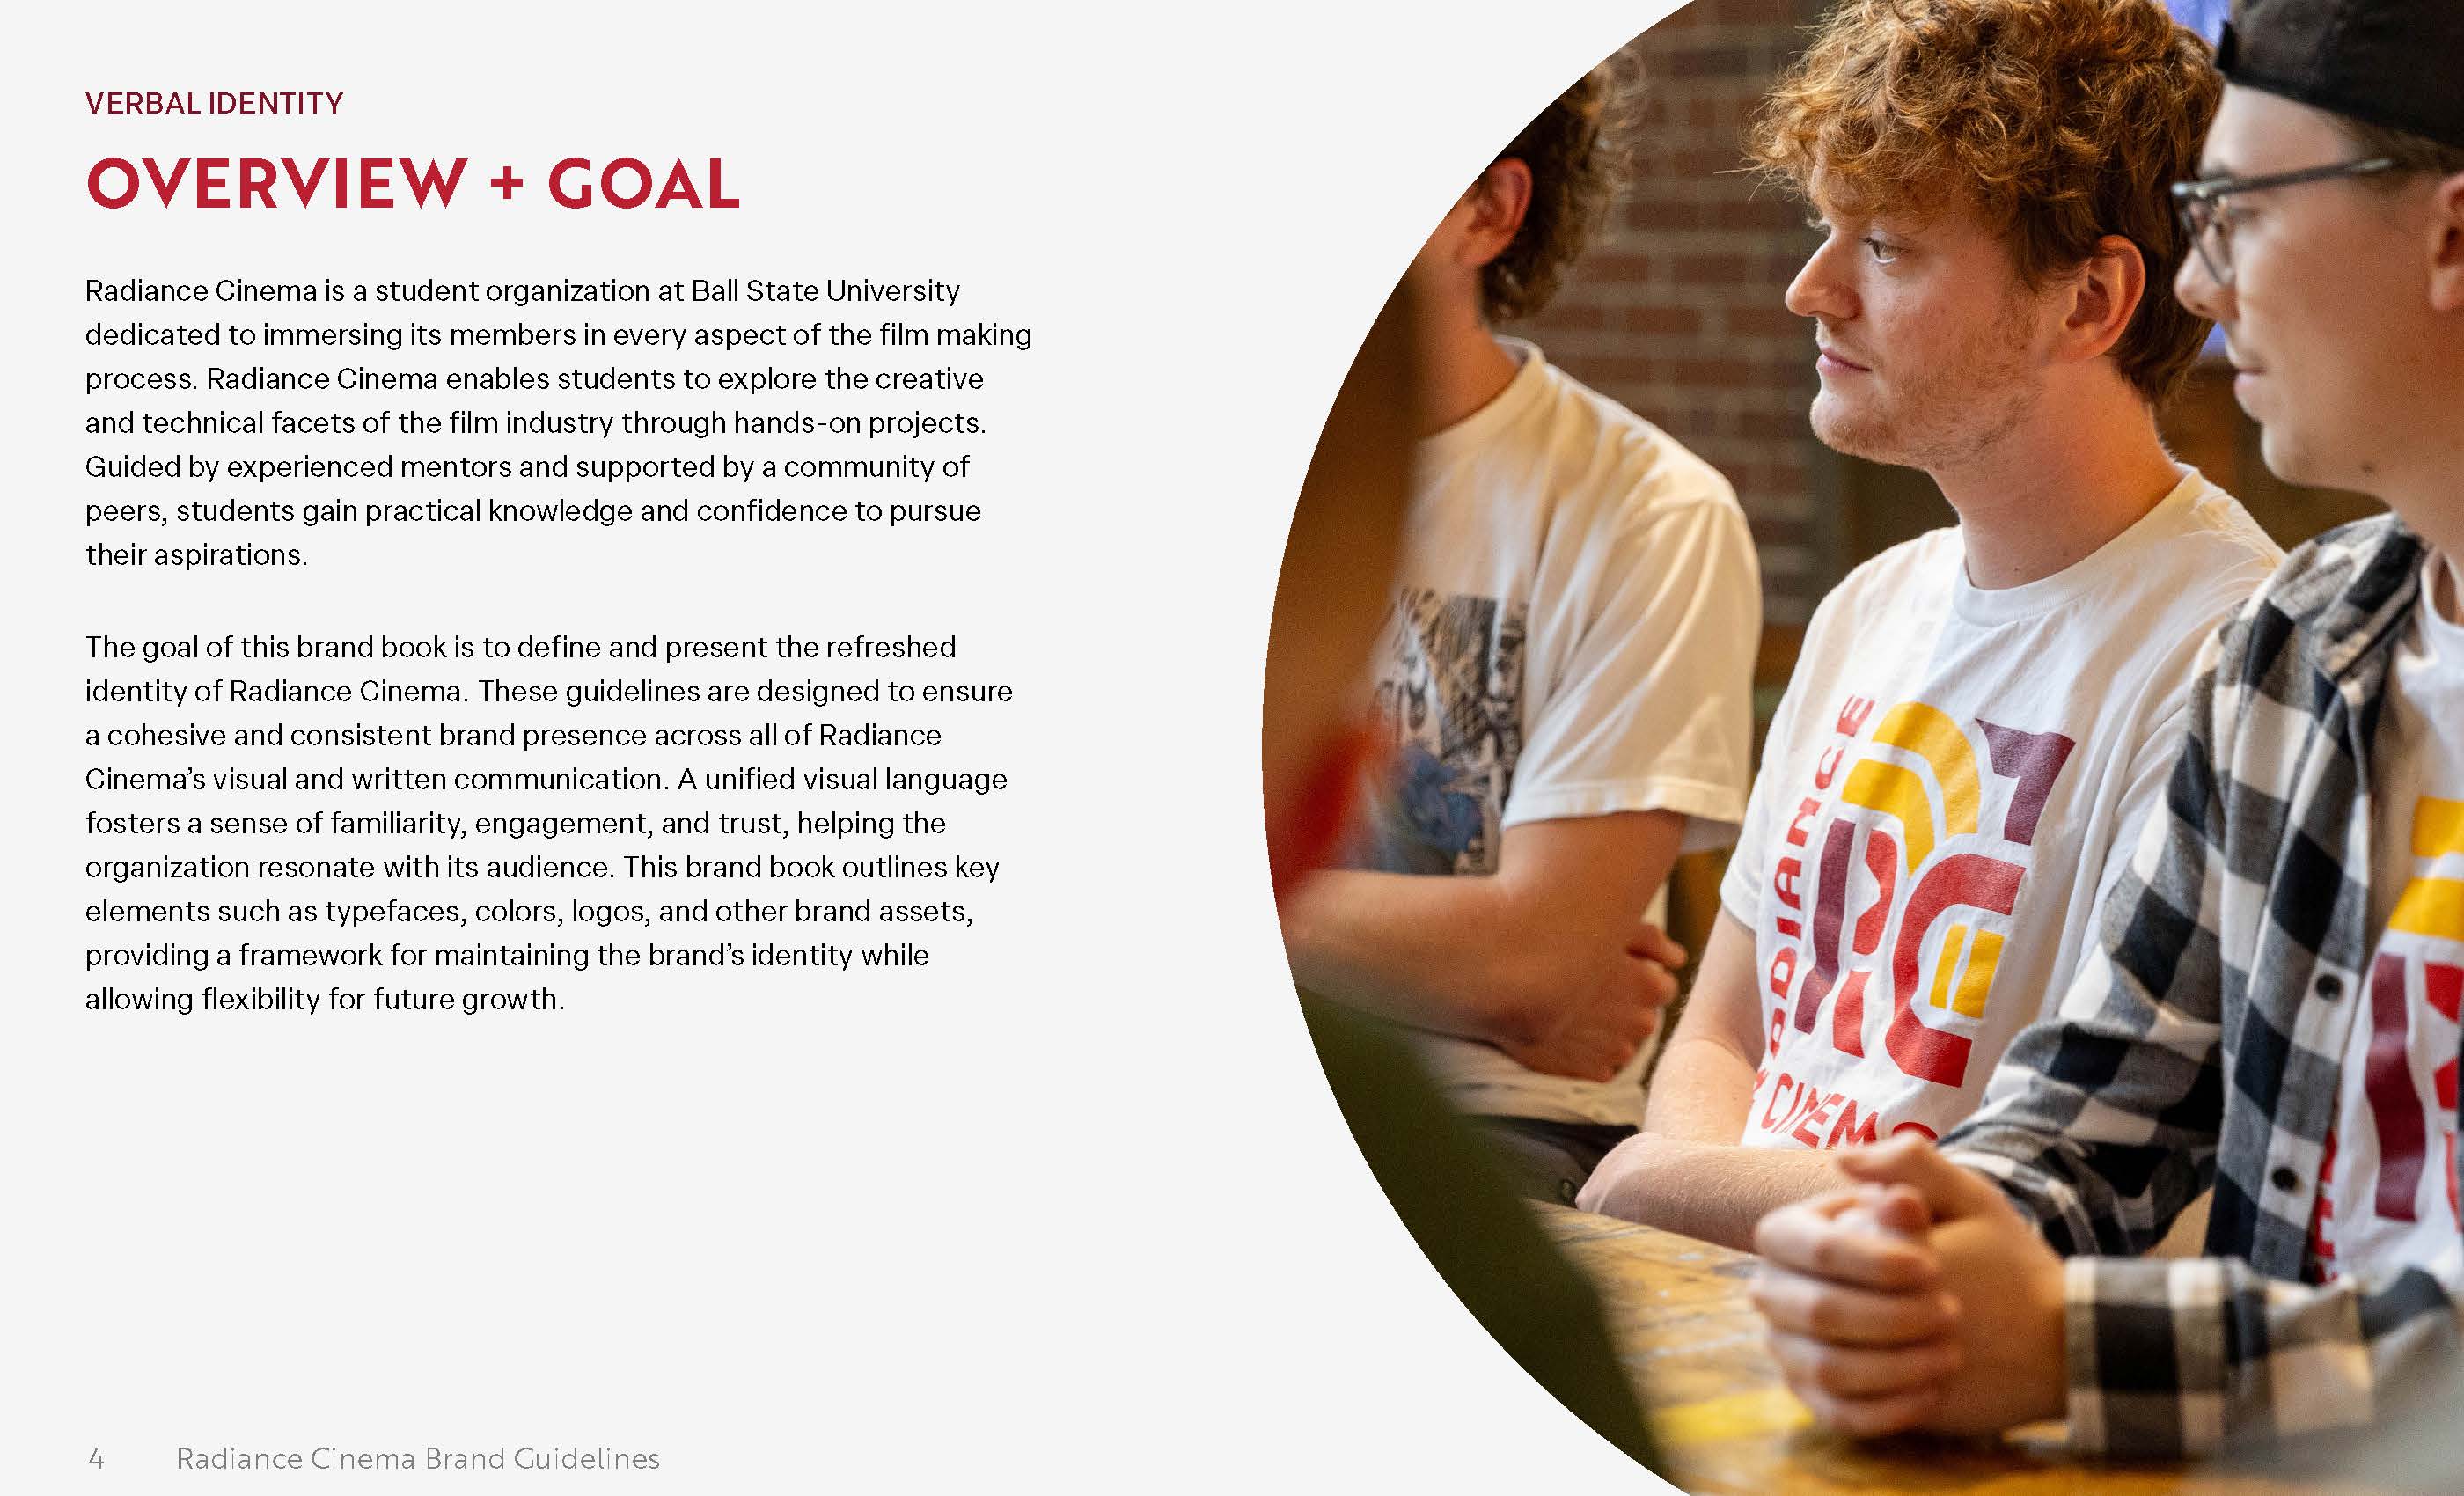 VERBAL IDENTITY
OVERVIEW + GOAL
Radiance Cinema is a student organization at Ball State University
dedicated to immersing its members in every aspect of the film making
process. Radiance Cinema enables students to explore the creative
and technical facets of the film industry through hands-on projects.
Guided by experienced mentors and supported by a community of
peers, students gain practical knowledge and confidence to pursue
their aspirations.
The goal of this brand book is to define and present the refreshed
identity of Radiance Cinema. These guidelines are designed to ensure
a cohesive and consistent brand presence across all of Radiance
Cinema’s visual and written communication. A unified visual language
fosters a sense of familiarity, engagement, and trust, helping the
organization resonate with its audience. This brand book outlines key
elements such as typefaces, colors, logos, and other brand assets,
providing a framework for maintaining the brand’s identity while
allowing flexibility for future growth.
RADIANCE
RC
CINEMA
4 Radiance Cinema Brand Guidelines